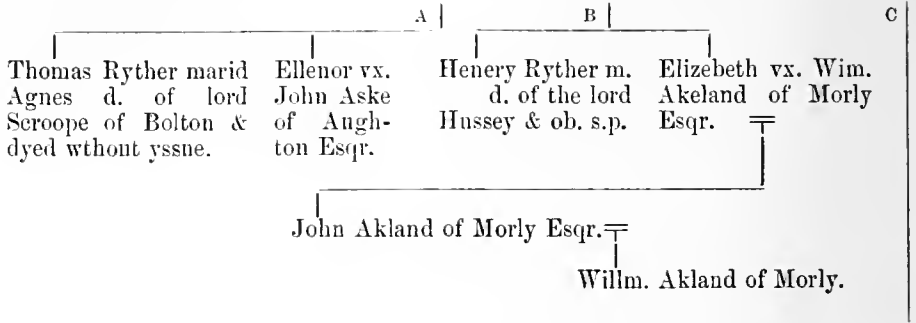 A B C
Thomas Ryther marid
Agnes d. of lord
Scroope of Bolton &
dyed wthout yssue.
Ellenor vx.
John Aske
of Augh-
ton Esqr.
Henery Ryther m.
d. of the lord
Hussey & ob. s.p.
Elizebeth vx. Wim.
Akeland of Morly
Esqr.
John Akland of Morly Esqr.
Willm. Akland of Morly.